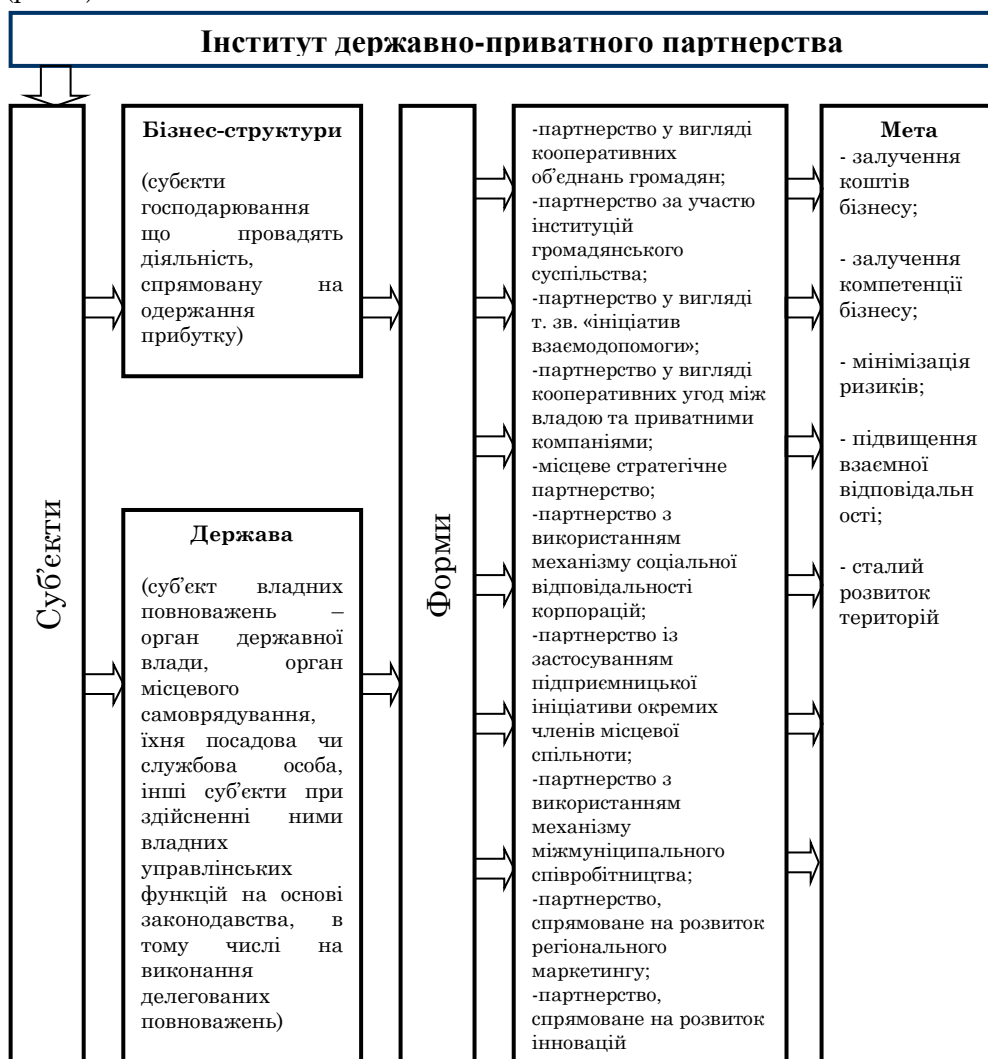 Інститут державно-приватного партнерства
Суб'єкти
Бізнес-структури
(субєкти
господарювання
що провадять
діяльність,
спрямовану на
одержання
прибутку)
Держава
(суб'єкт владних
повноважень –
орган державної
влади, орган
місцевого
самоврядування,
їхня посадова чи
службова особа,
інші суб'єкти при
здійсненні ними
владних
управлінських
функцій на основі
законодавства, в
тому числі на
виконання
делегованих
повноважень)
Форми
-партнерство у вигляді
кооперативних
об'єднань громадян;
-партнерство за участю
інституцій
громадянського
суспільства;
-партнерство у вигляді
т. зв. «ініціатив
взаємодопомоги»;
-партнерство у вигляді
кооперативних угод між
владою та приватними
компаніями;
-місцеве стратегічне
партнерство;
-партнерство з
використанням
механізму соціальної
відповідальності
корпорацій;
-партнерство із
застосуванням
підприємницької
ініціативи окремих
членів місцевої
спільноти;
-партнерство з
використанням
механізму
міжмуніципального
співробітництва;
-партнерство,
спрямоване на розвиток
регіонального
маркетингу;
-партнерство,
спрямоване на розвиток
інновацій
Мета
- залучення
коштів
бізнесу;
- залучення
компетенції
бізнесу;
- мінімізація
ризиків;
- підвищення
взаємної
відповідальн
ості;
- сталий
розвиток
територій